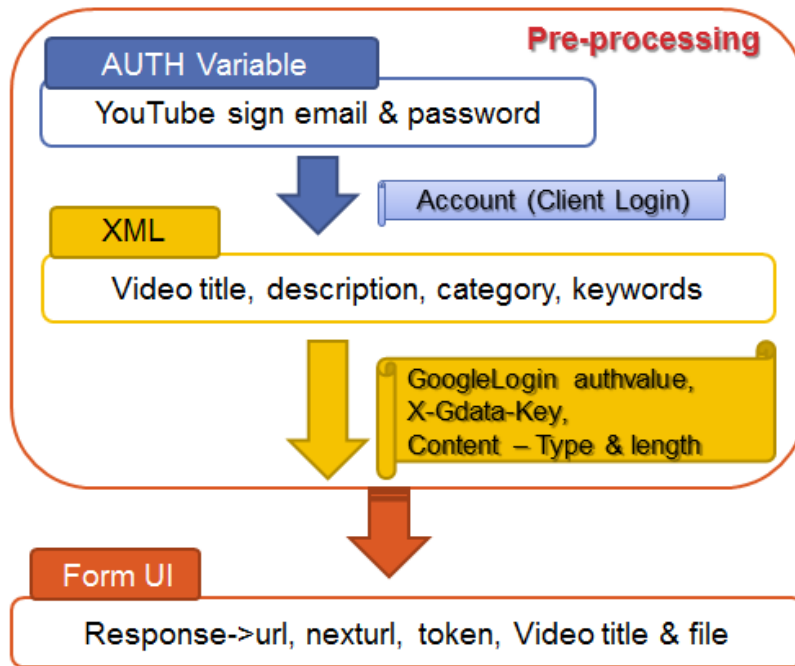 Pre-processing
AUTH Variable
YouTube sign email & password
Account (Client Login)
XML
Video title, description, category, keywords
GoogleLogin authvalue,
X-Gdata-Key,
Content – Type & length
Form UI
Response->url, nexturl, token, Video title & file